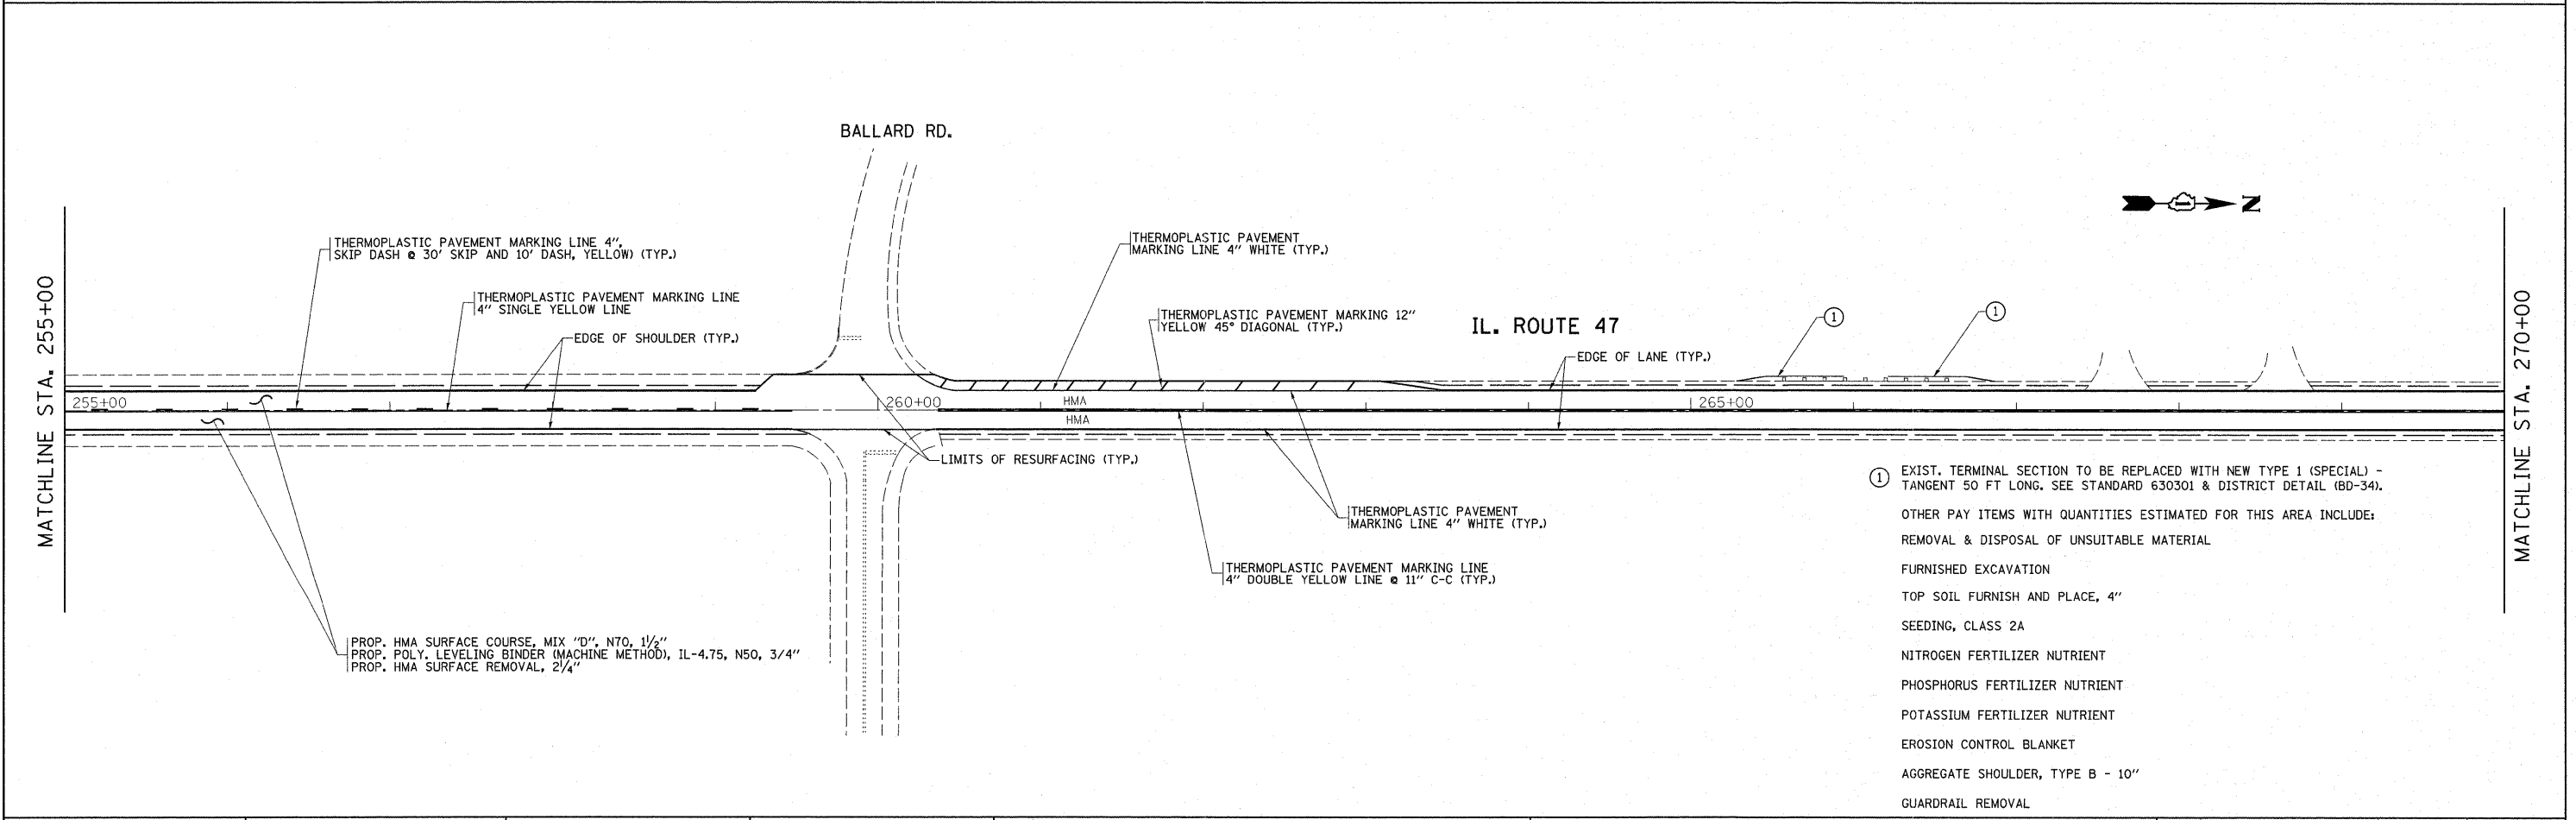 BALLARD RD.
N
THERMOPLASTIC PAVEMENT MARKING LINE 4",
SKIP DASH @ 30' SKIP AND 10' DASH, YELLOW) (TYP.)
THERMOPLASTIC PAVEMENT
MARKING LINE 4" WHITE (TYP.)
THERMOPLASTIC PAVEMENT MARKING LINE
4" SINGLE YELLOW LINE
EDGE OF SHOULDER (TYP.)
THERMOPLASTIC PAVEMENT MARKING 12"
YELLOW 45° DIAGONAL (TYP.)
IL. ROUTE 47
EDGE OF LANE (TYP.)
1
1
MATCHLINE STA. 255+00
MATCHLINE STA. 270+00
255+00
260+00
HMA
265+00
HMA
LIMITS OF RESURFACING (TYP.)
THERMOPLASTIC PAVEMENT
MARKING LINE 4" WHITE (TYP.)
THERMOPLASTIC PAVEMENT MARKING LINE
4" DOUBLE YELLOW LINE @ 11" C-C (TYP.)
PROP. HMA SURFACE COURSE, MIX "D", N70, 1 1/2"
PROP. POLY. LEVELING BINDER (MACHINE METHOD), IL-4.75, N50, 3/4"
PROP. HMA SURFACE REMOVAL, 2 1/4"
1 EXIST. TERMINAL SECTION TO BE REPLACED WITH NEW TYPE 1 (SPECIAL) -
TANGENT 50 FT LONG. SEE STANDARD 630301 & DISTRICT DETAIL (BD-34).
OTHER PAY ITEMS WITH QUANTITIES ESTIMATED FOR THIS AREA INCLUDE:
REMOVAL & DISPOSAL OF UNSUITABLE MATERIAL
FURNISHED EXCAVATION
TOP SOIL FURNISH AND PLACE, 4"
SEEDING, CLASS 2A
NITROGEN FERTILIZER NUTRIENT
PHOSPHORUS FERTILIZER NUTRIENT
POTASSIUM FERTILIZER NUTRIENT
EROSION CONTROL BLANKET
AGGREGATE SHOULDER, TYPE B - 10"
GUARDRAIL REMOVAL